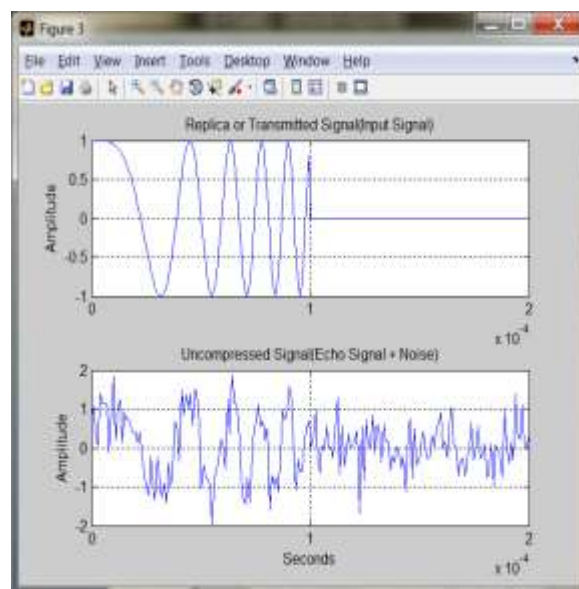 Figure 3
File Edit View Insert Tools Desktop Window Help
Replica or Transmitted Signal(Input Signal)
Amplitude
1
0.5
0
-0.5
-1
0
1
2
x 10^-4
Uncompressed Signal(Echo Signal + Noise)
Amplitude
2
1
0
-1
-2
0
1
2
Seconds
x 10^-4